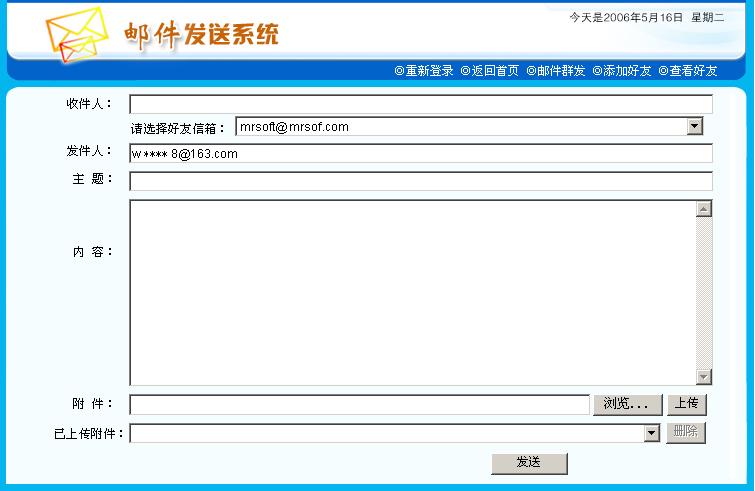 今天是2006年5月16日 星期二
邮件发送系统
◎重新登录 ◎返回首页 ◎邮件群发 ◎添加好友 ◎查看好友
收件人：
请选择好友信箱： mrsoft@mrsof.com
发件人： w**** 8@163.com
主 题：
内 容：
附 件： 浏览... 上传
已上传附件： 删除
发送